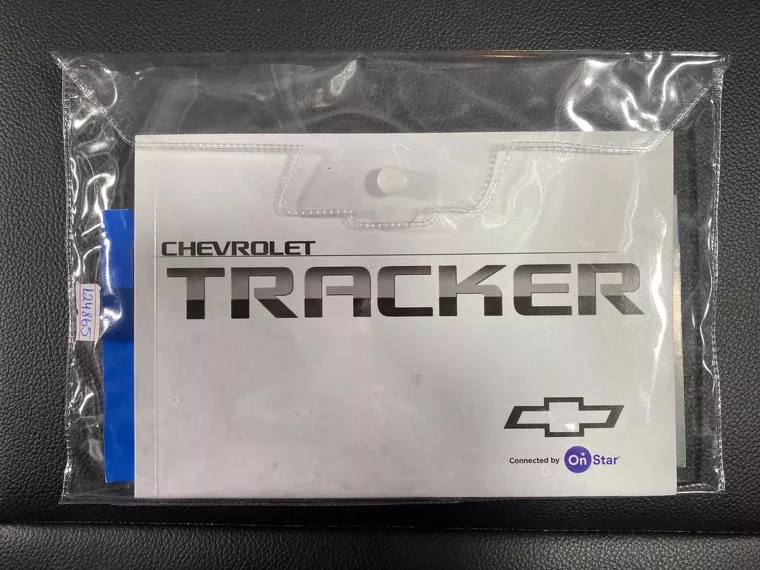 CHEVROLET
TRACKER
Connected by OnStar
124865